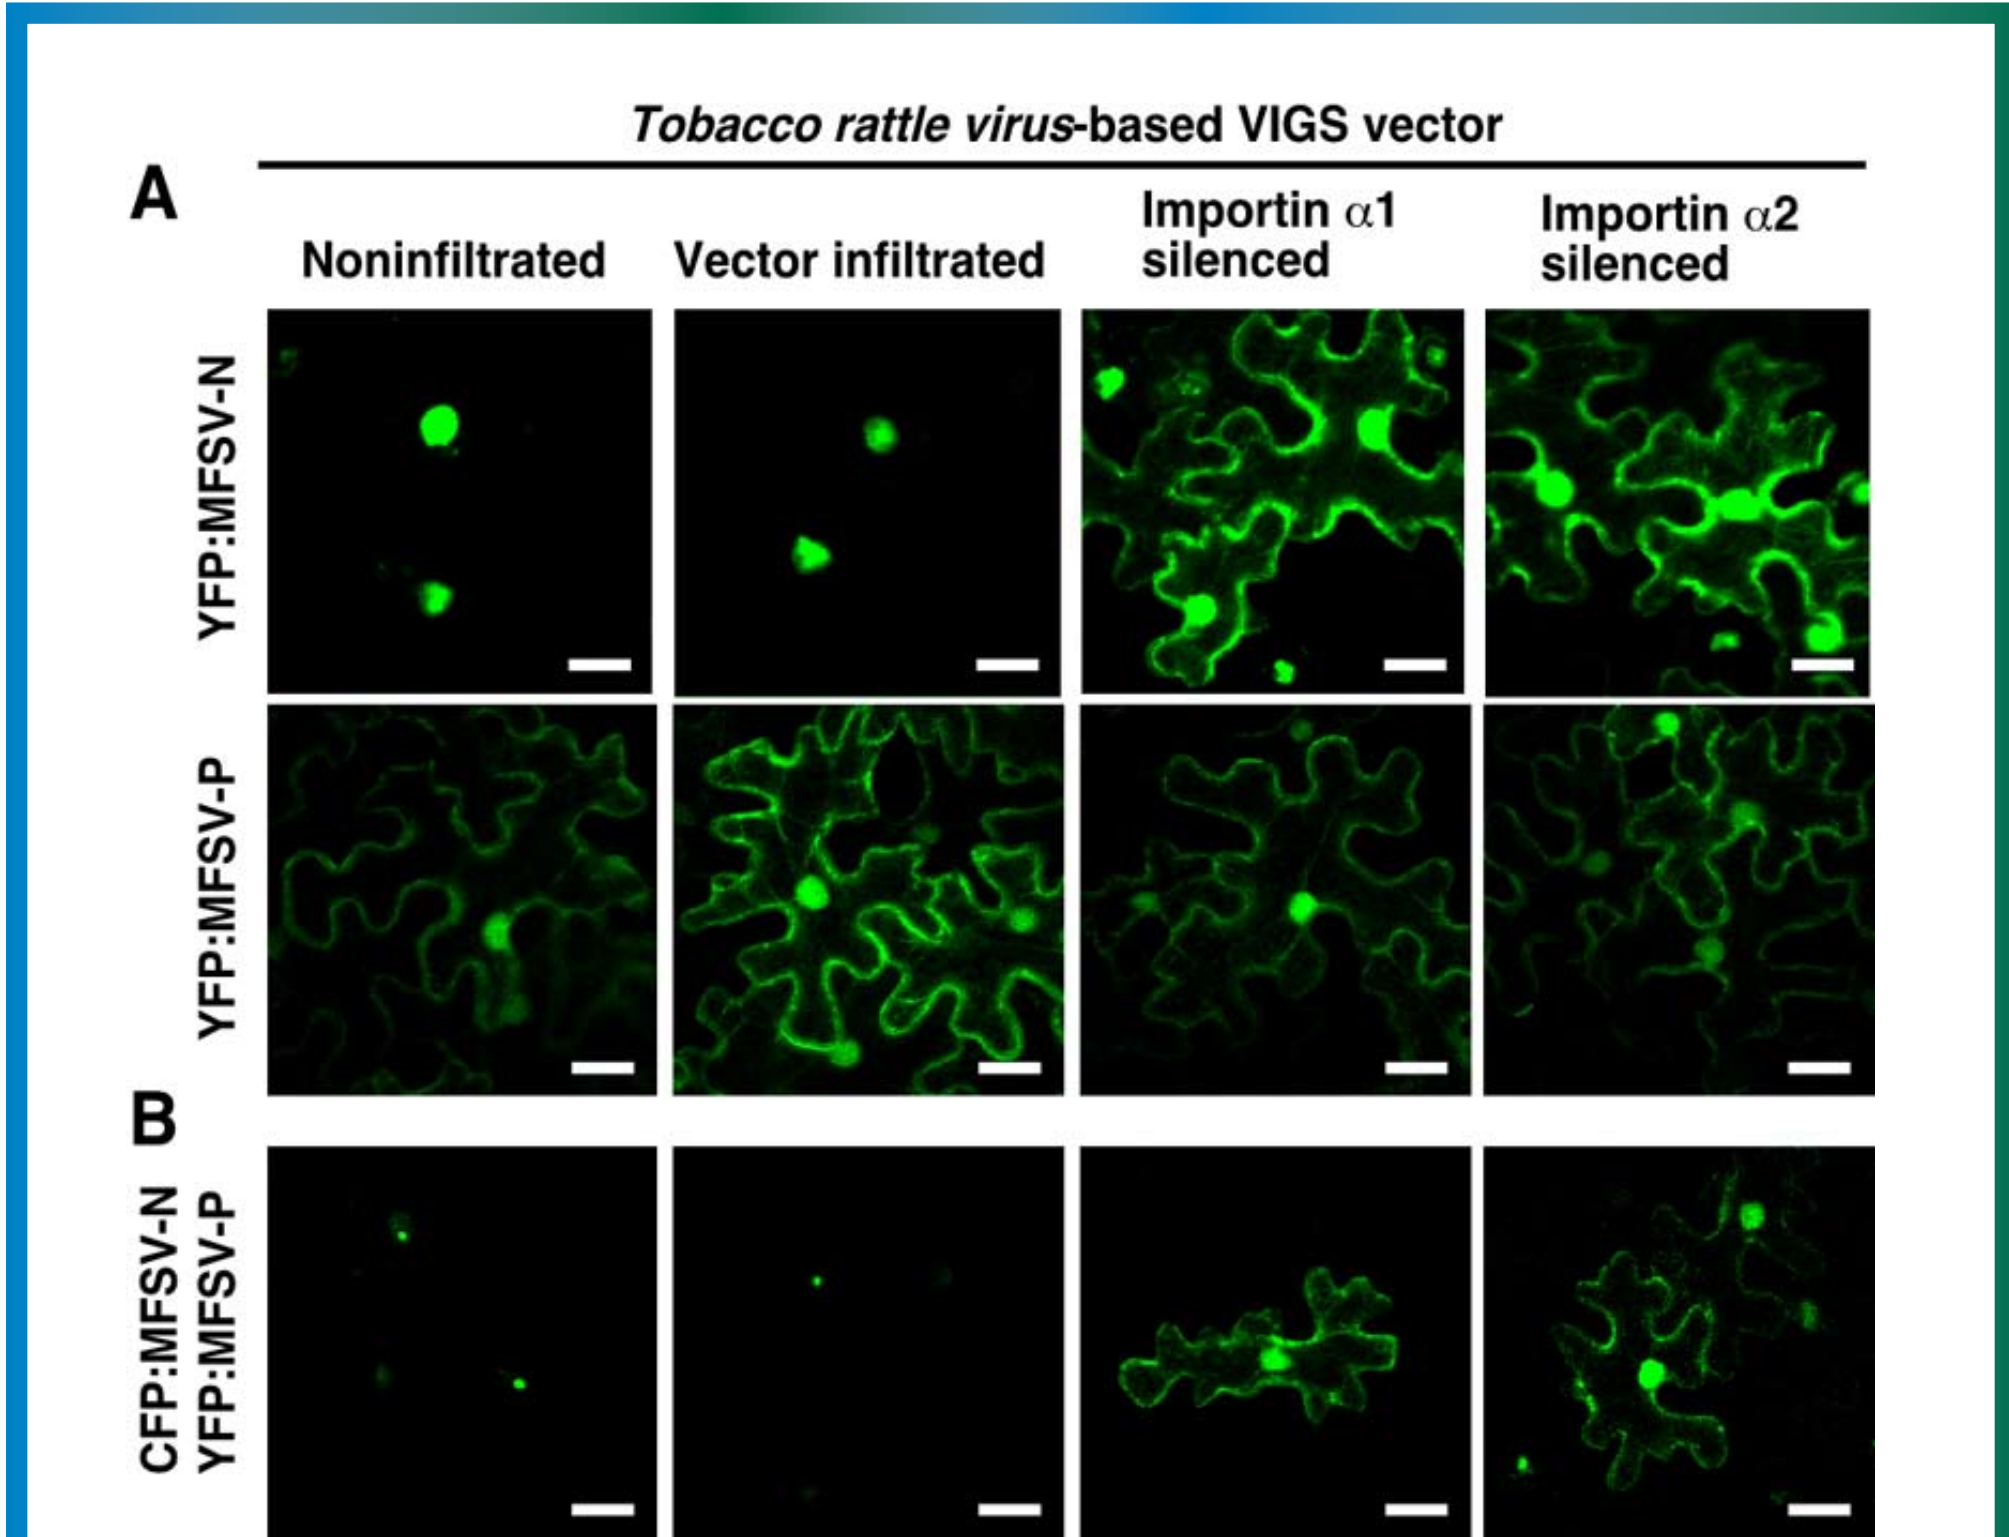 Tobacco rattle virus-based VIGS vector
A
Noninfiltrated
Vector infiltrated
Importin α1
silenced
Importin α2
silenced
YFP:MFSV-N
YFP:MFSV-P
B
CFP:MFSV-N
YFP:MFSV-P